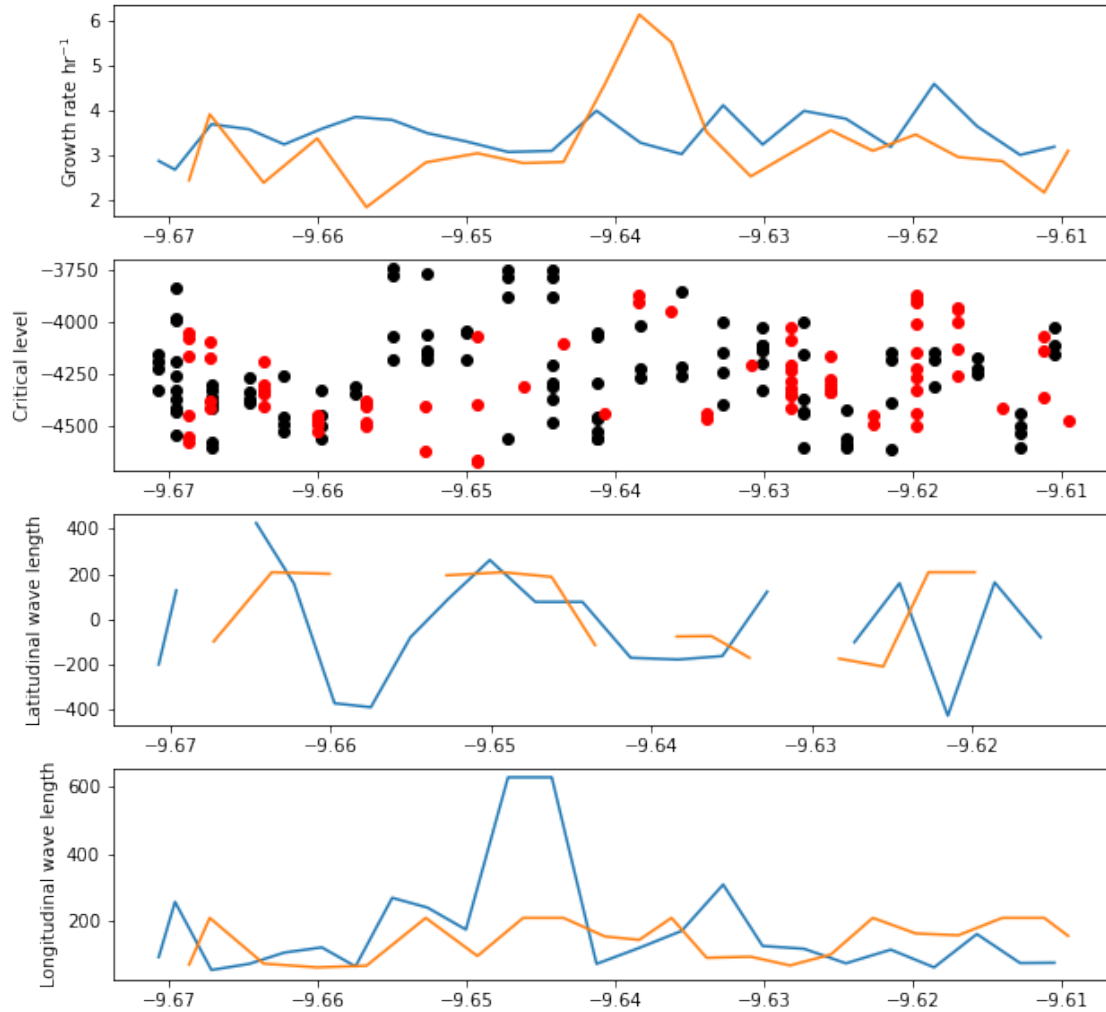 Growth rate hr⁻¹
6
5
4
3
2
−9.67 −9.66 −9.65 −9.64 −9.63 −9.62 −9.61
Critical level
−3750
−4000
−4250
−4500
−9.67 −9.66 −9.65 −9.64 −9.63 −9.62 −9.61
Latitudinal wave length
400
200
0
−200
−400
−9.67 −9.66 −9.65 −9.64 −9.63 −9.62
Longitudinal wave length
600
400
200
−9.67 −9.66 −9.65 −9.64 −9.63 −9.62 −9.61